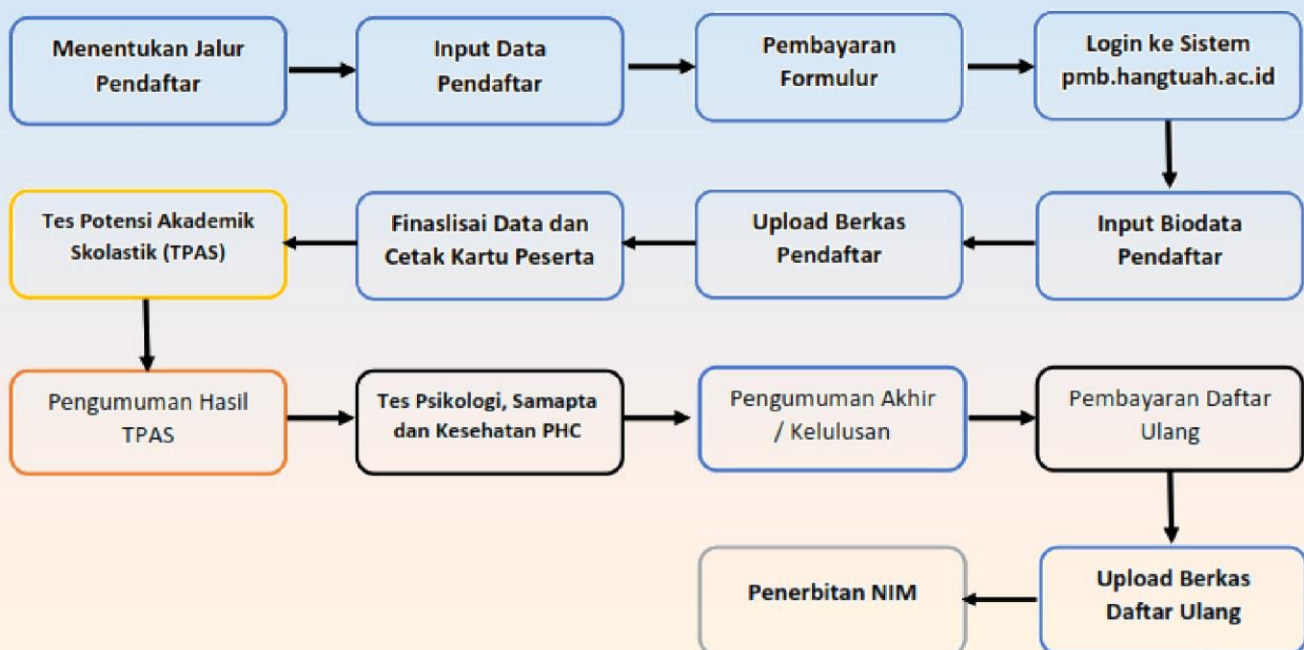 Menentukan Jalur
Pendaftar
Input Data
Pendaftar
Pembayaran
Formulur
Login ke Sistem
pmb.hangtuah.ac.id
Input Biodata
Pendaftar
Upload Berkas
Pendaftar
Finaslisai Data dan
Cetak Kartu Peserta
Tes Potensi Akademik
Skolastik (TPAS)
Pengumuman Hasil
TPAS
Tes Psikologi, Samapta
dan Kesehatan PHC
Pengumuman Akhir
/ Kelulusan
Pembayaran Daftar
Ulang
Upload Berkas
Daftar Ulang
Penerbitan NIM